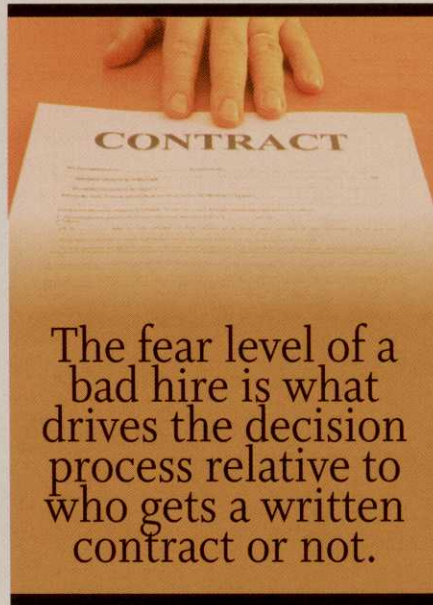 CONTRACT
The fear level of a
bad hire is what
drives the decision
process relative to
who gets a written
contract or not.